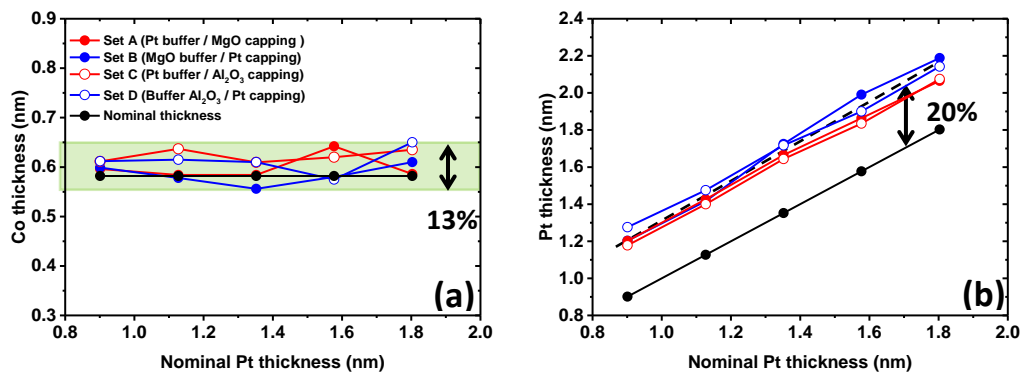 0.9
0.8
0.7
0.6
0.5
0.4
0.3
Co thickness (nm)
Set A (Pt buffer / MgO capping )
Set B (MgO buffer / Pt capping)
Set C (Pt buffer / Al₂O₃ capping)
Set D (Buffer Al₂O₃ / Pt capping)
Nominal thickness
13%
(a)
0.8 1.0 1.2 1.4 1.6 1.8 2.0
Nominal Pt thickness (nm)
2.4
2.2
2.0
1.8
1.6
1.4
1.2
1.0
0.8
Pt thickness (nm)
20%
(b)
0.8 1.0 1.2 1.4 1.6 1.8 2.0
Nominal Pt thickness (nm)